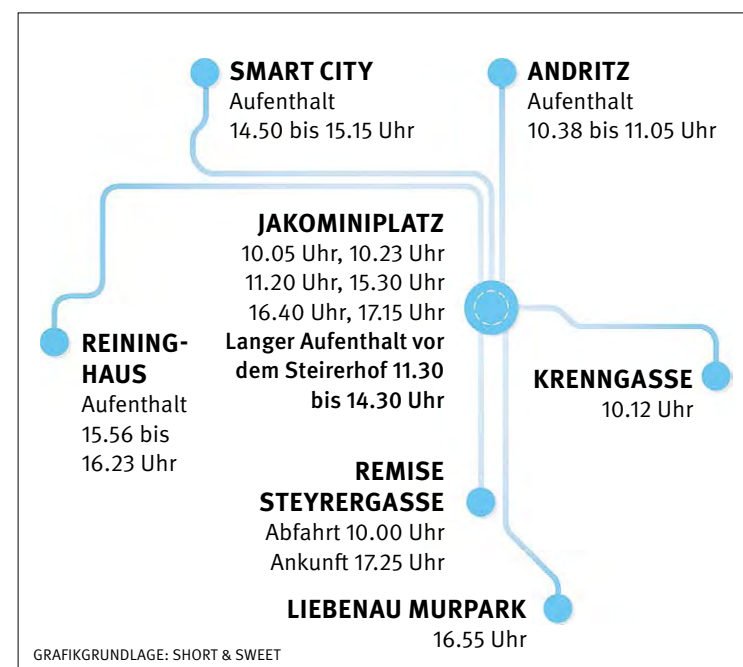 SMART CITY
Aufenthalt
14.50 bis 15.15 Uhr
ANDRITZ
Aufenthalt
10.38 bis 11.05 Uhr
JAKOMINIPLATZ
10.05 Uhr, 10.23 Uhr
11.20 Uhr, 15.30 Uhr
16.40 Uhr, 17.15 Uhr
Langer Aufenthalt vor
dem Steirerhof 11.30
bis 14.30 Uhr
REINING-
HAUS
Aufenthalt
15.56 bis
16.23 Uhr
KRENNGASSE
10.12 Uhr
REMISE
STEYRERGASSE
Abfahrt 10.00 Uhr
Ankunft 17.25 Uhr
LIEBENAU MURPARK
16.55 Uhr
GRAFIKGRUNDLAGE: SHORT & SWEET